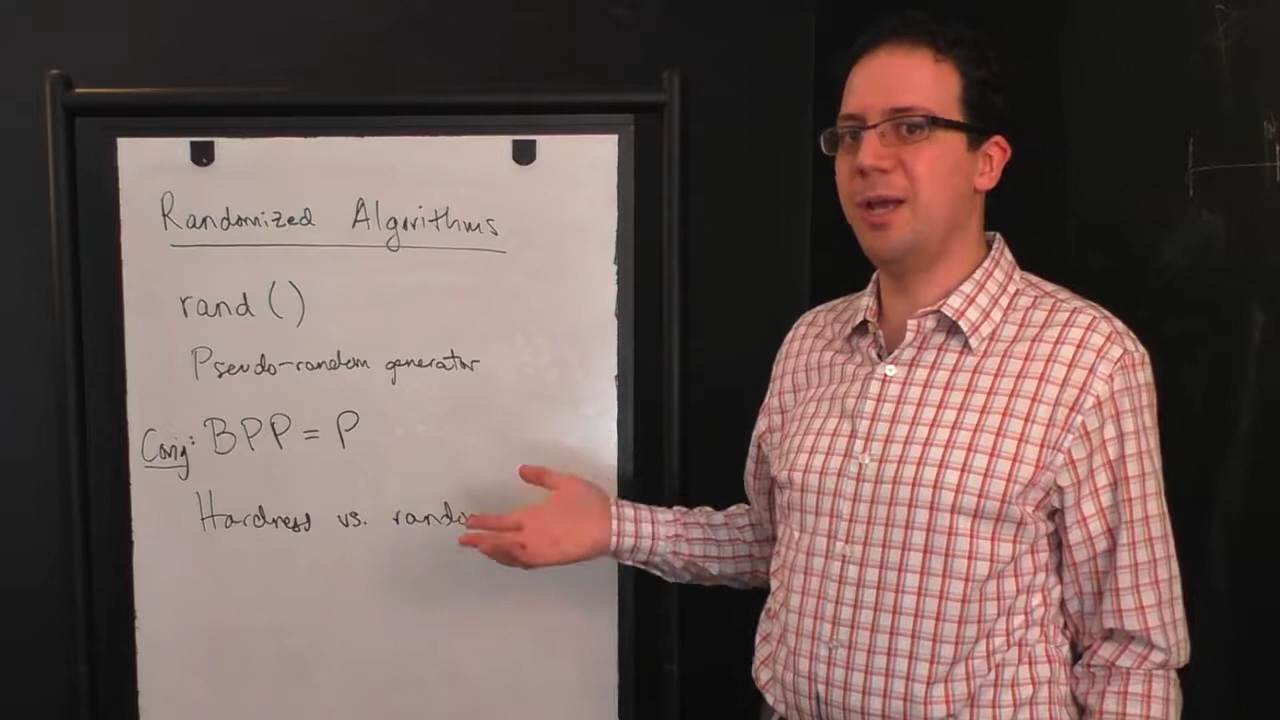 Randomized Algorithms
rand ()
Pseudo-random generator
Conj: BPP = P
Hardness vs.